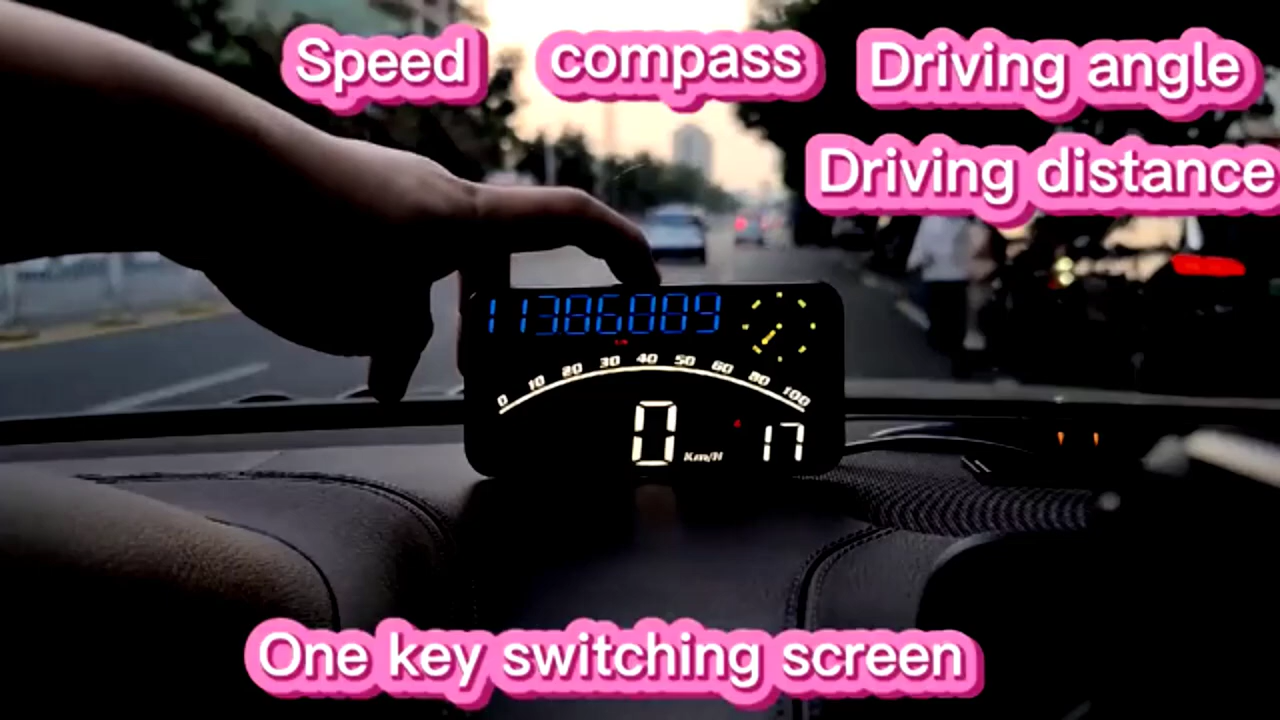 Speed compass Driving angle
Driving distance
11386889
0 10 20 30 40 50 60 80 100
0 Km/H 17
One key switching screen